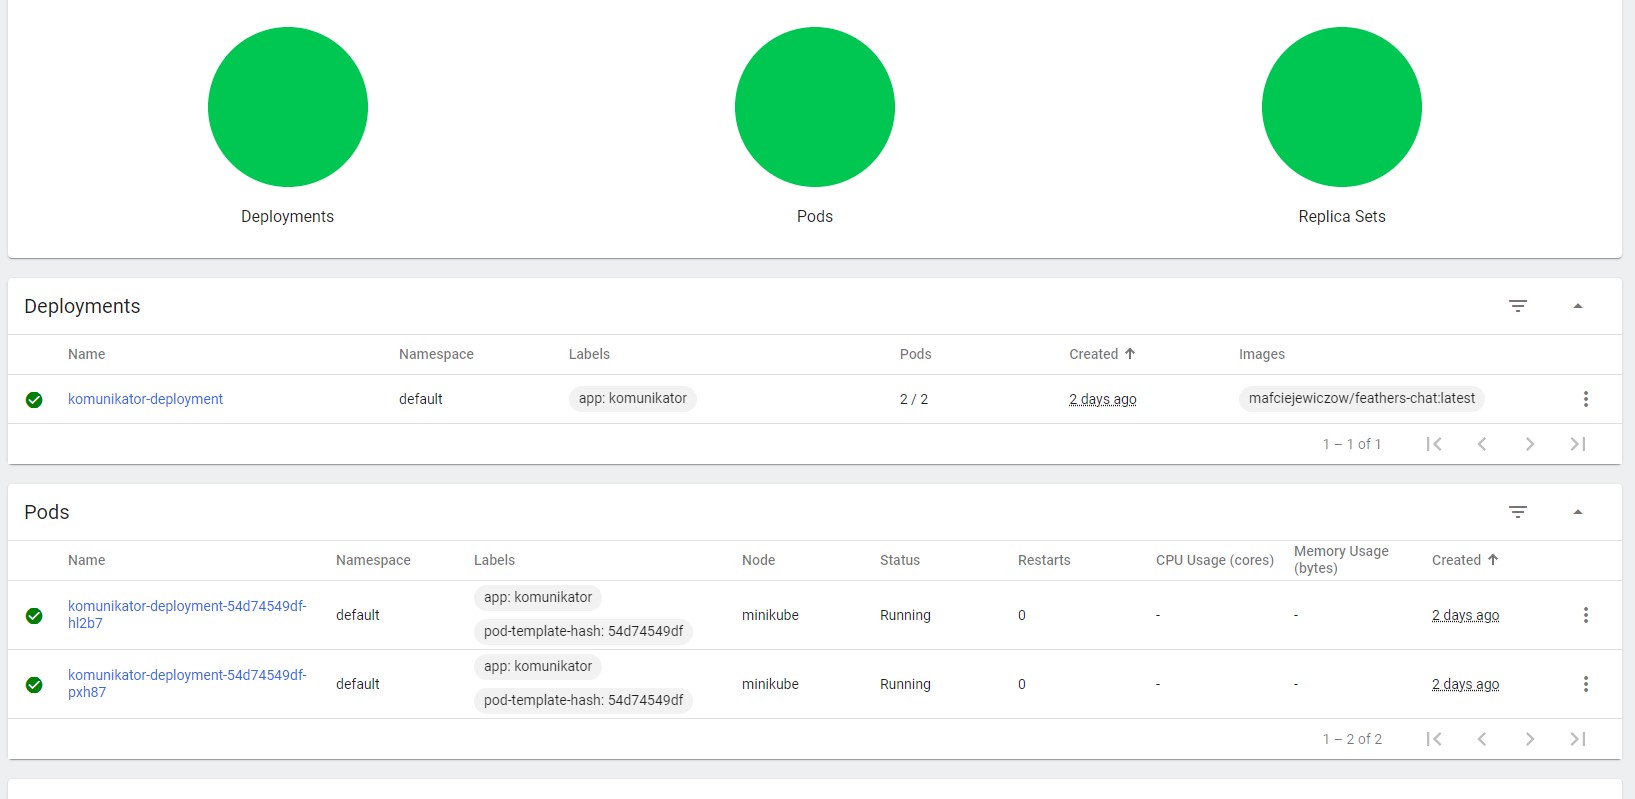 Deployments Pods Replica Sets
Deployments
Name Namespace Labels Pods Created Images
komunikator-deployment default app: komunikator 2 / 2 2 days ago mafciejewiczow/feathers-chat:latest
1 – 1 of 1
Pods
Name Namespace Labels Node Status Restarts CPU Usage (cores) Memory Usage (bytes) Created
komunikator-deployment-54d74549df-hl2b7 default app: komunikator pod-template-hash: 54d74549df minikube Running 0 - - 2 days ago
komunikator-deployment-54d74549df-pxh87 default app: komunikator pod-template-hash: 54d74549df minikube Running 0 - - 2 days ago
1 – 2 of 2